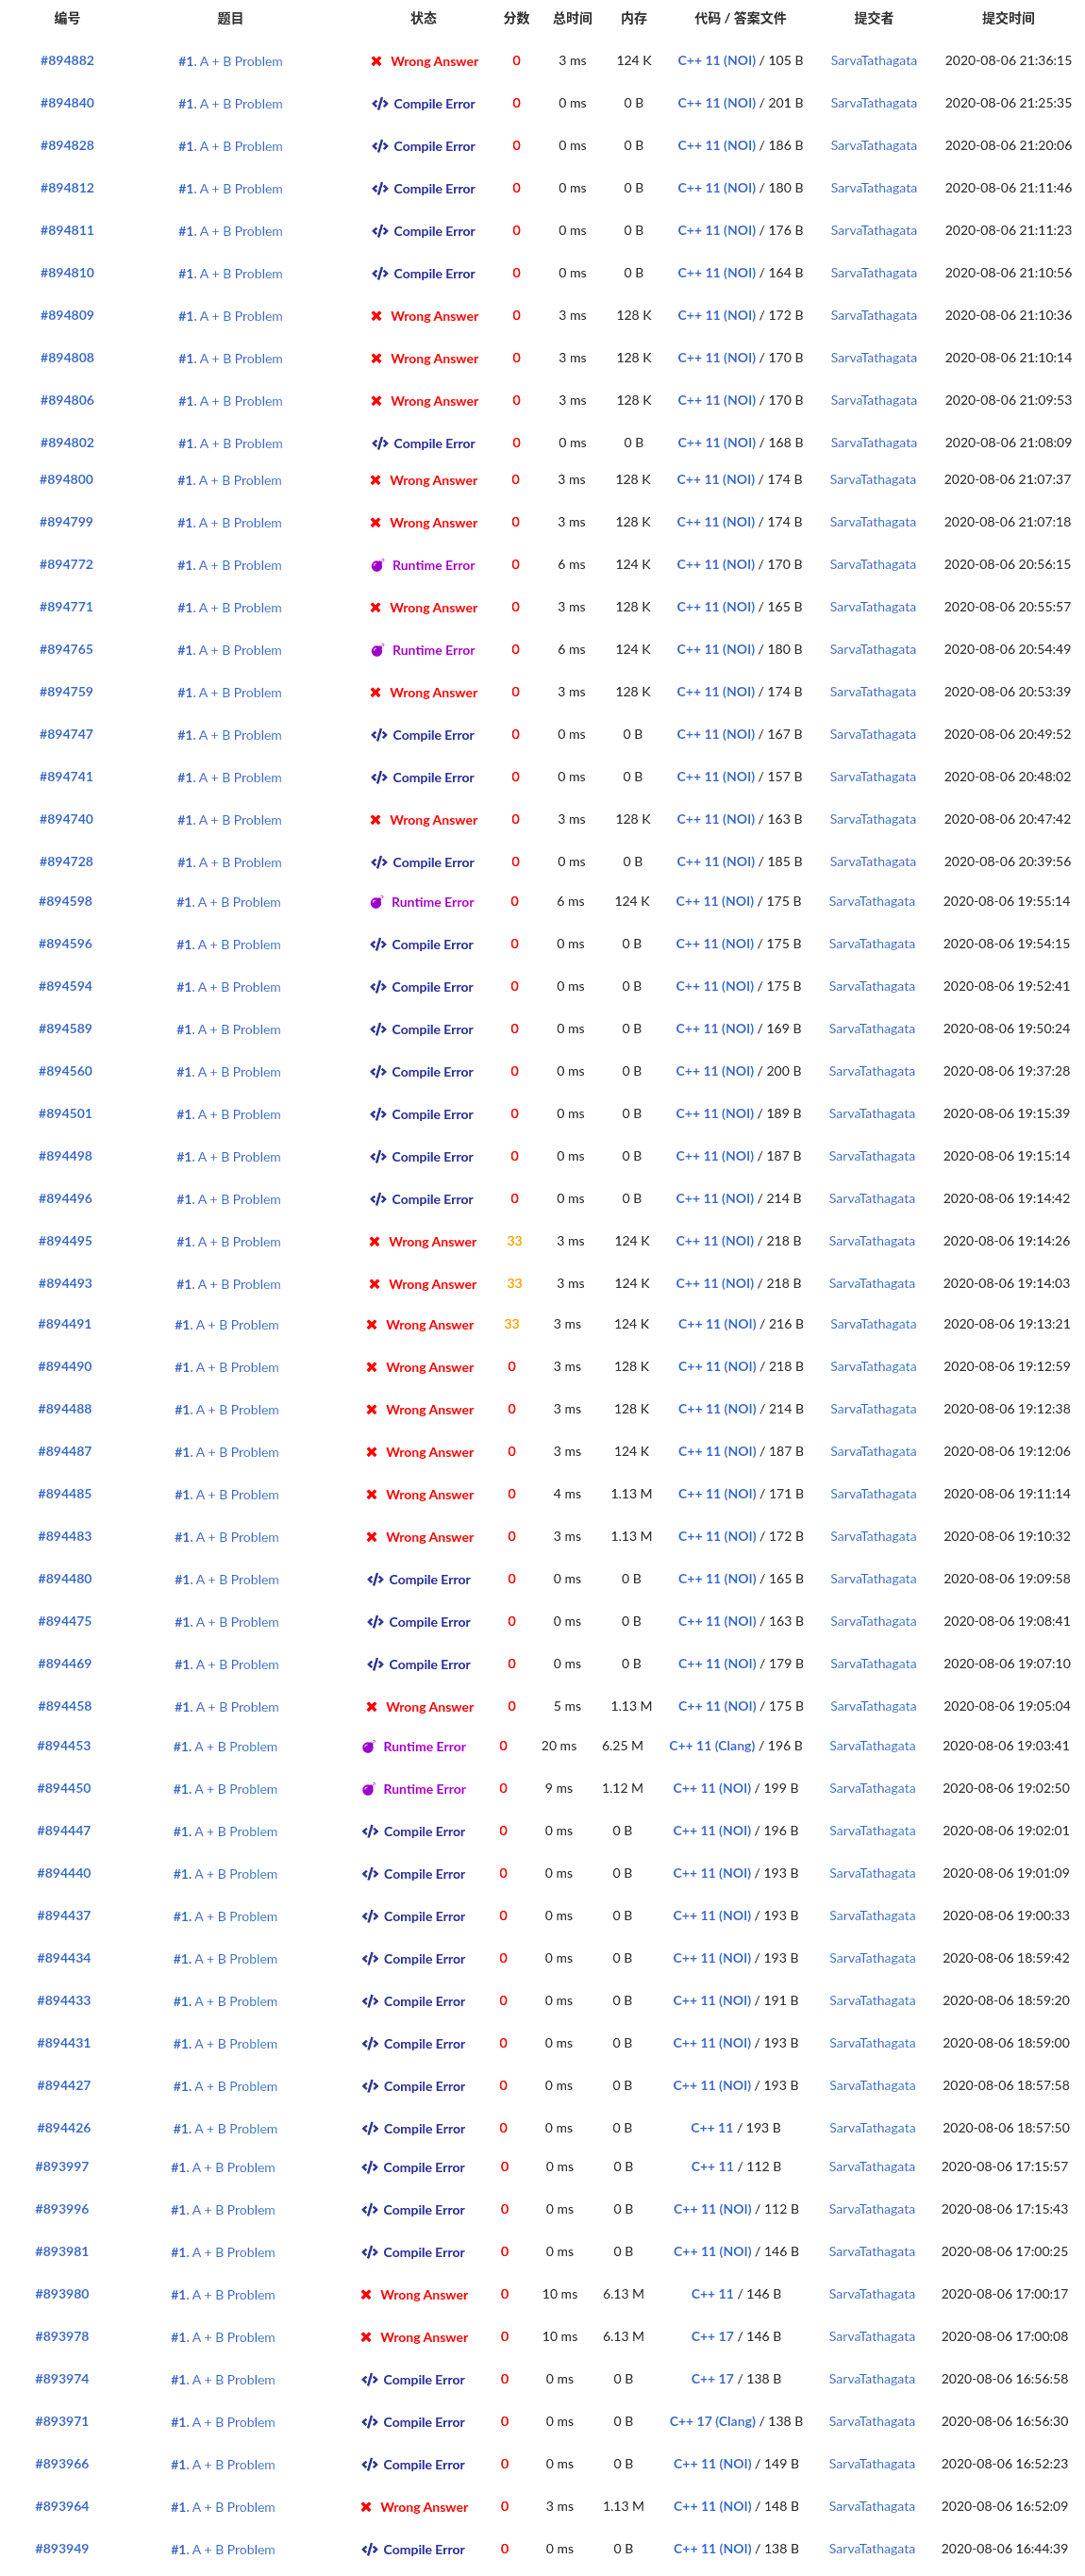 编号 题目 状态 分数 总时间 内存 代码 / 答案文件 提交者 提交时间
#894882 #1. A + B Problem Wrong Answer 0 3 ms 124 K C++ 11 (NOI) / 105 B SarvaTathagata 2020-08-06 21:36:15
#894840 #1. A + B Problem Compile Error 0 0 ms 0 B C++ 11 (NOI) / 201 B SarvaTathagata 2020-08-06 21:25:35
#894828 #1. A + B Problem Compile Error 0 0 ms 0 B C++ 11 (NOI) / 186 B SarvaTathagata 2020-08-06 21:20:06
#894812 #1. A + B Problem Compile Error 0 0 ms 0 B C++ 11 (NOI) / 180 B SarvaTathagata 2020-08-06 21:11:46
#894811 #1. A + B Problem Compile Error 0 0 ms 0 B C++ 11 (NOI) / 176 B SarvaTathagata 2020-08-06 21:11:23
#894810 #1. A + B Problem Compile Error 0 0 ms 0 B C++ 11 (NOI) / 164 B SarvaTathagata 2020-08-06 21:10:56
#894809 #1. A + B Problem Wrong Answer 0 3 ms 128 K C++ 11 (NOI) / 172 B SarvaTathagata 2020-08-06 21:10:36
#894808 #1. A + B Problem Wrong Answer 0 3 ms 128 K C++ 11 (NOI) / 170 B SarvaTathagata 2020-08-06 21:10:14
#894806 #1. A + B Problem Wrong Answer 0 3 ms 128 K C++ 11 (NOI) / 170 B SarvaTathagata 2020-08-06 21:09:53
#894802 #1. A + B Problem Compile Error 0 0 ms 0 B C++ 11 (NOI) / 168 B SarvaTathagata 2020-08-06 21:08:09
#894800 #1. A + B Problem Wrong Answer 0 3 ms 128 K C++ 11 (NOI) / 174 B SarvaTathagata 2020-08-06 21:07:37
#894799 #1. A + B Problem Wrong Answer 0 3 ms 128 K C++ 11 (NOI) / 174 B SarvaTathagata 2020-08-06 21:07:18
#894772 #1. A + B Problem Runtime Error 0 6 ms 124 K C++ 11 (NOI) / 170 B SarvaTathagata 2020-08-06 20:56:15
#894771 #1. A + B Problem Wrong Answer 0 3 ms 128 K C++ 11 (NOI) / 165 B SarvaTathagata 2020-08-06 20:55:57
#894765 #1. A + B Problem Runtime Error 0 6 ms 124 K C++ 11 (NOI) / 180 B SarvaTathagata 2020-08-06 20:54:49
#894759 #1. A + B Problem Wrong Answer 0 3 ms 128 K C++ 11 (NOI) / 174 B SarvaTathagata 2020-08-06 20:53:39
#894747 #1. A + B Problem Compile Error 0 0 ms 0 B C++ 11 (NOI) / 167 B SarvaTathagata 2020-08-06 20:49:52
#894741 #1. A + B Problem Compile Error 0 0 ms 0 B C++ 11 (NOI) / 157 B SarvaTathagata 2020-08-06 20:48:02
#894740 #1. A + B Problem Wrong Answer 0 3 ms 128 K C++ 11 (NOI) / 163 B SarvaTathagata 2020-08-06 20:47:42
#894728 #1. A + B Problem Compile Error 0 0 ms 0 B C++ 11 (NOI) / 185 B SarvaTathagata 2020-08-06 20:39:56
#894598 #1. A + B Problem Runtime Error 0 6 ms 124 K C++ 11 (NOI) / 175 B SarvaTathagata 2020-08-06 19:55:14
#894596 #1. A + B Problem Compile Error 0 0 ms 0 B C++ 11 (NOI) / 175 B SarvaTathagata 2020-08-06 19:54:15
#894594 #1. A + B Problem Compile Error 0 0 ms 0 B C++ 11 (NOI) / 175 B SarvaTathagata 2020-08-06 19:52:41
#894589 #1. A + B Problem Compile Error 0 0 ms 0 B C++ 11 (NOI) / 169 B SarvaTathagata 2020-08-06 19:50:24
#894560 #1. A + B Problem Compile Error 0 0 ms 0 B C++ 11 (NOI) / 200 B SarvaTathagata 2020-08-06 19:37:28
#894501 #1. A + B Problem Compile Error 0 0 ms 0 B C++ 11 (NOI) / 189 B SarvaTathagata 2020-08-06 19:15:39
#894498 #1. A + B Problem Compile Error 0 0 ms 0 B C++ 11 (NOI) / 187 B SarvaTathagata 2020-08-06 19:15:14
#894496 #1. A + B Problem Compile Error 0 0 ms 0 B C++ 11 (NOI) / 214 B SarvaTathagata 2020-08-06 19:14:42
#894495 #1. A + B Problem Wrong Answer 33 3 ms 124 K C++ 11 (NOI) / 218 B SarvaTathagata 2020-08-06 19:14:26
#894493 #1. A + B Problem Wrong Answer 33 3 ms 124 K C++ 11 (NOI) / 218 B SarvaTathagata 2020-08-06 19:14:03
#894491 #1. A + B Problem Wrong Answer 33 3 ms 124 K C++ 11 (NOI) / 216 B SarvaTathagata 2020-08-06 19:13:21
#894490 #1. A + B Problem Wrong Answer 0 3 ms 128 K C++ 11 (NOI) / 218 B SarvaTathagata 2020-08-06 19:12:59
#894488 #1. A + B Problem Wrong Answer 0 3 ms 128 K C++ 11 (NOI) / 214 B SarvaTathagata 2020-08-06 19:12:38
#894487 #1. A + B Problem Wrong Answer 0 3 ms 124 K C++ 11 (NOI) / 187 B SarvaTathagata 2020-08-06 19:12:06
#894485 #1. A + B Problem Wrong Answer 0 4 ms 1.13 M C++ 11 (NOI) / 171 B SarvaTathagata 2020-08-06 19:11:14
#894483 #1. A + B Problem Wrong Answer 0 3 ms 1.13 M C++ 11 (NOI) / 172 B SarvaTathagata 2020-08-06 19:10:32
#894480 #1. A + B Problem Compile Error 0 0 ms 0 B C++ 11 (NOI) / 165 B SarvaTathagata 2020-08-06 19:09:58
#894475 #1. A + B Problem Compile Error 0 0 ms 0 B C++ 11 (NOI) / 163 B SarvaTathagata 2020-08-06 19:08:41
#894469 #1. A + B Problem Compile Error 0 0 ms 0 B C++ 11 (NOI) / 179 B SarvaTathagata 2020-08-06 19:07:10
#894458 #1. A + B Problem Wrong Answer 0 5 ms 1.13 M C++ 11 (NOI) / 175 B SarvaTathagata 2020-08-06 19:05:04
#894453 #1. A + B Problem Runtime Error 0 20 ms 6.25 M C++ 11 (Clang) / 196 B SarvaTathagata 2020-08-06 19:03:41
#894450 #1. A + B Problem Runtime Error 0 9 ms 1.12 M C++ 11 (NOI) / 199 B SarvaTathagata 2020-08-06 19:02:50
#894447 #1. A + B Problem Compile Error 0 0 ms 0 B C++ 11 (NOI) / 196 B SarvaTathagata 2020-08-06 19:02:01
#894440 #1. A + B Problem Compile Error 0 0 ms 0 B C++ 11 (NOI) / 193 B SarvaTathagata 2020-08-06 19:01:09
#894437 #1. A + B Problem Compile Error 0 0 ms 0 B C++ 11 (NOI) / 193 B SarvaTathagata 2020-08-06 19:00:33
#894434 #1. A + B Problem Compile Error 0 0 ms 0 B C++ 11 (NOI) / 193 B SarvaTathagata 2020-08-06 18:59:42
#894433 #1. A + B Problem Compile Error 0 0 ms 0 B C++ 11 (NOI) / 191 B SarvaTathagata 2020-08-06 18:59:20
#894431 #1. A + B Problem Compile Error 0 0 ms 0 B C++ 11 (NOI) / 193 B SarvaTathagata 2020-08-06 18:59:00
#894427 #1. A + B Problem Compile Error 0 0 ms 0 B C++ 11 (NOI) / 193 B SarvaTathagata 2020-08-06 18:57:58
#894426 #1. A + B Problem Compile Error 0 0 ms 0 B C++ 11 / 193 B SarvaTathagata 2020-08-06 18:57:50
#893997 #1. A + B Problem Compile Error 0 0 ms 0 B C++ 11 / 112 B SarvaTathagata 2020-08-06 17:15:57
#893996 #1. A + B Problem Compile Error 0 0 ms 0 B C++ 11 (NOI) / 112 B SarvaTathagata 2020-08-06 17:15:43
#893981 #1. A + B Problem Compile Error 0 0 ms 0 B C++ 11 (NOI) / 146 B SarvaTathagata 2020-08-06 17:00:25
#893980 #1. A + B Problem Wrong Answer 0 10 ms 6.13 M C++ 11 / 146 B SarvaTathagata 2020-08-06 17:00:17
#893978 #1. A + B Problem Wrong Answer 0 10 ms 6.13 M C++ 17 / 146 B SarvaTathagata 2020-08-06 17:00:08
#893974 #1. A + B Problem Compile Error 0 0 ms 0 B C++ 17 / 138 B SarvaTathagata 2020-08-06 16:56:58
#893971 #1. A + B Problem Compile Error 0 0 ms 0 B C++ 17 (Clang) / 138 B SarvaTathagata 2020-08-06 16:56:30
#893966 #1. A + B Problem Compile Error 0 0 ms 0 B C++ 11 (NOI) / 149 B SarvaTathagata 2020-08-06 16:52:23
#893964 #1. A + B Problem Wrong Answer 0 3 ms 1.13 M C++ 11 (NOI) / 148 B SarvaTathagata 2020-08-06 16:52:09
#893949 #1. A + B Problem Compile Error 0 0 ms 0 B C++ 11 (NOI) / 138 B SarvaTathagata 2020-08-06 16:44:39